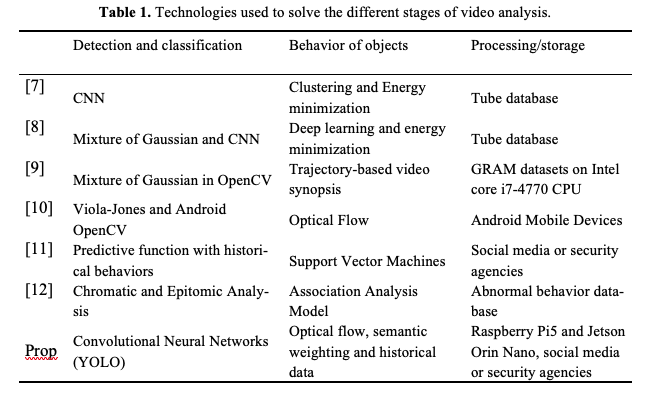 Table 1. Technologies used to solve the different stages of video analysis.
Detection and classification Behavior of objects Processing/storage
[7] CNN Clustering and Energy minimization Tube database
[8] Mixture of Gaussian and CNN Deep learning and energy minimization Tube database
[9] Mixture of Gaussian in OpenCV Trajectory-based video synopsis GRAM datasets on Intel core i7-4770 CPU
[10] Viola-Jones and Android OpenCV Optical Flow Android Mobile Devices
[11] Predictive function with histori-cal behaviors Support Vector Machines Social media or security agencies
[12] Chromatic and Epitomic Analy-sis Association Analysis Model Abnormal behavior data-base
Prop Convolutional Neural Networks (YOLO) Optical flow, semantic weighting and historical data Raspberry Pi5 and Jetson Orin Nano, social media or security agencies